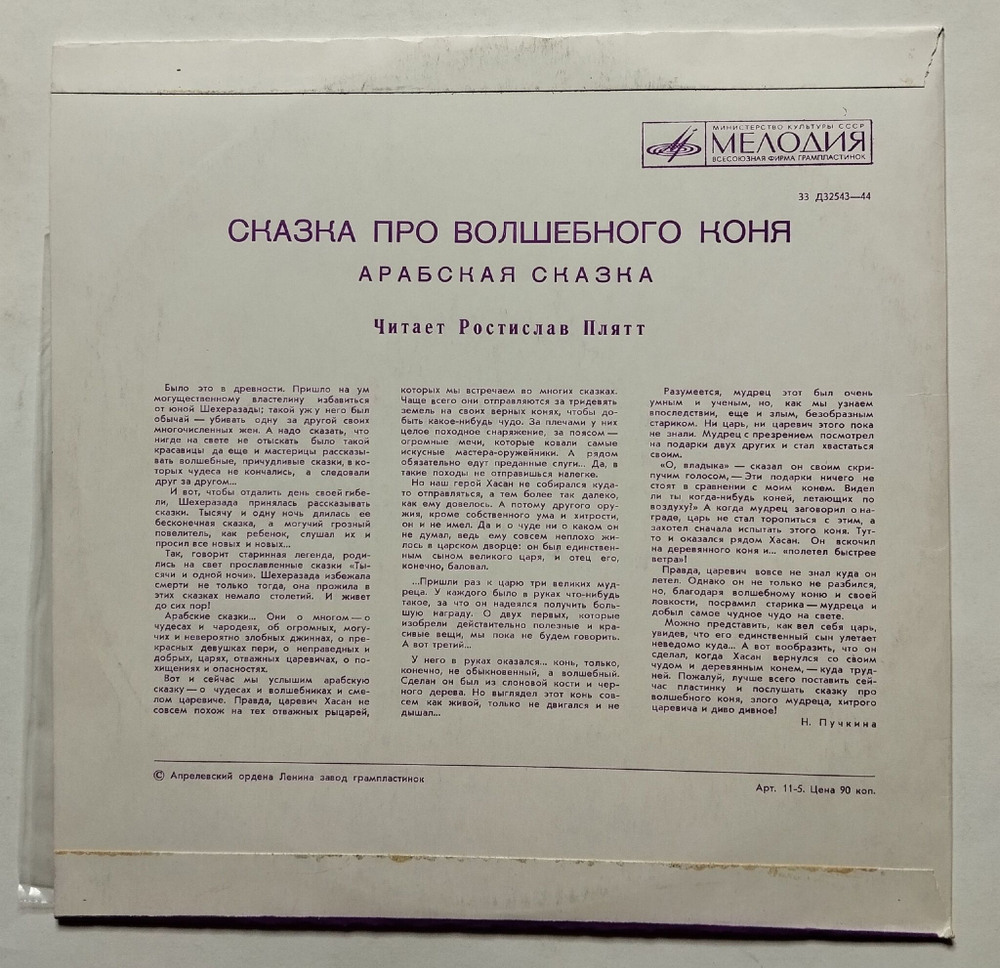 МИНИСТЕРСТВО КУЛЬТУРЫ СССР
МЕЛОДИЯ
ВСЕСОЮЗНАЯ ФИРМА ГРАМПЛАСТИНОК
33 Д32543—44
СКАЗКА ПРО ВОЛШЕБНОГО КОНЯ
АРАБСКАЯ СКАЗКА
Читает Ростислав Плятт
Было это в древности. Пришло на ум
могущественному властелину избавиться
от юной Шехеразады; такой уж у него был
обычай — убивать одну за другой своих
многочисленных жен. А надо сказать, что
нигде на свете не отыскать было такой
красавицы да еще и мастерицы рассказы-
вать волшебные, причудливые сказки, в ко-
торых чудеса не кончались, а следовали
друг за другом...
И вот, чтобы отдалить день своей гибе-
ли, Шехеразада принялась рассказывать
сказки. Тысячу и одну ночь длилась ее
бесконечная сказка, а могучий грозный
повелитель, как ребенок, слушал их и
просил все новых и новых...
Так, говорит старинная легенда, роди-
лись на свет прославленные сказки «Ты-
сячи и одной ночи». Шехеразада избежала
смерти не только тогда, она прожила в
этих сказках немало столетий. И живет
до сих пор!
Арабские сказки... Они о многом — о
чудесах и чародеях, об огромных, могу-
чих и невероятно злобных джиннах, о пре-
красных девушках пери, о неправедных и
добрых, царях, отважных царевичах, о по-
хищениях и опасностях.
Вот и сейчас мы услышим арабскую
сказку — о чудесах и волшебниках и сме-
лом царевиче. Правда, царевич Хасан не
совсем похож на тех отважных рыцарей,
которых мы встречаем во многих сказках.
Чаще всего они отправляются за тридевять
земель на своих верных конях, чтобы до-
быть какое-нибудь чудо. За плечами у них
целое походное снаряжение, за поясом —
огромные мечи, которые ковали самые
искусные мастера-оружейники. А рядом
обязательно едут преданные слуги... Да, в
такие походы не отправишься налегке.
Но наш герой Хасан не собирался куда-
то отправляться, а тем более так далеко,
как ему довелось. А потому другого ору-
жия, кроме собственного ума и хитрости,
он и не имел. Да и о чуде ни о каком он
не думал, ведь ему совсем неплохо жи-
лось в царском дворце: он был единствен-
ным сыном великого царя, и отец его,
конечно, баловал.
...Пришли раз к царю три великих муд-
реца. У каждого было в руках что-нибудь
такое, за что он надеялся получить боль-
шую награду. О двух первых, которые
изобрели действительно полезные и кра-
сивые вещи, мы пока не будем говорить.
А вот третий...
У него в руках оказался... конь, только,
конечно, не обыкновенный, а волшебный.
Сделан он был из слоновой кости и чер-
ного дерева. Но выглядел этот конь сов-
сем как живой, только не двигался и не
дышал...
Разумеется, мудрец этот был очень
умным и ученым, но, как мы узнаем
впоследствии, еще и злым, безобразным
стариком. Ни царь, ни царевич этого пока
не знали. Мудрец с презрением посмотрел
на подарки двух других и стал хвастаться
своим.
«О, владыка» — сказал он своим скри-
пучим голосом, — Эти подарки ничего не
стоят в сравнении с моим конем. Видел
ли ты когда-нибудь коней, летающих по
воздуху?» А когда мудрец заговорил о на-
граде, царь не стал торопиться с этим, а
захотел сначала испытать этого коня. Тут-
то и оказался рядом Хасан. Он вскочил
на деревянного коня и... «полетел быстрее
ветра»!
Правда, царевич вовсе не знал куда он
летел. Однако он не только не разбился,
но, благодаря волшебному коню и своей
ловкости, посрамил старика — мудреца и
добыл самое чудное чудо на свете.
Можно представить, как вел себя царь,
увидев, что его единственный сын улетает
неведомо куда... А вот вообразить, что он
сделал, когда Хасан вернулся со своим
чудом и деревянным конем, — куда труд-
ней. Пожалуй, лучше всего поставить сей-
час пластинку и послушать сказку про
волшебного коня, злого мудреца, хитрого
царевича и диво дивное!
Н. Пучкина
© Апрелевский ордена Ленина завод грампластинок
Арт. 11-5. Цена 90 коп.